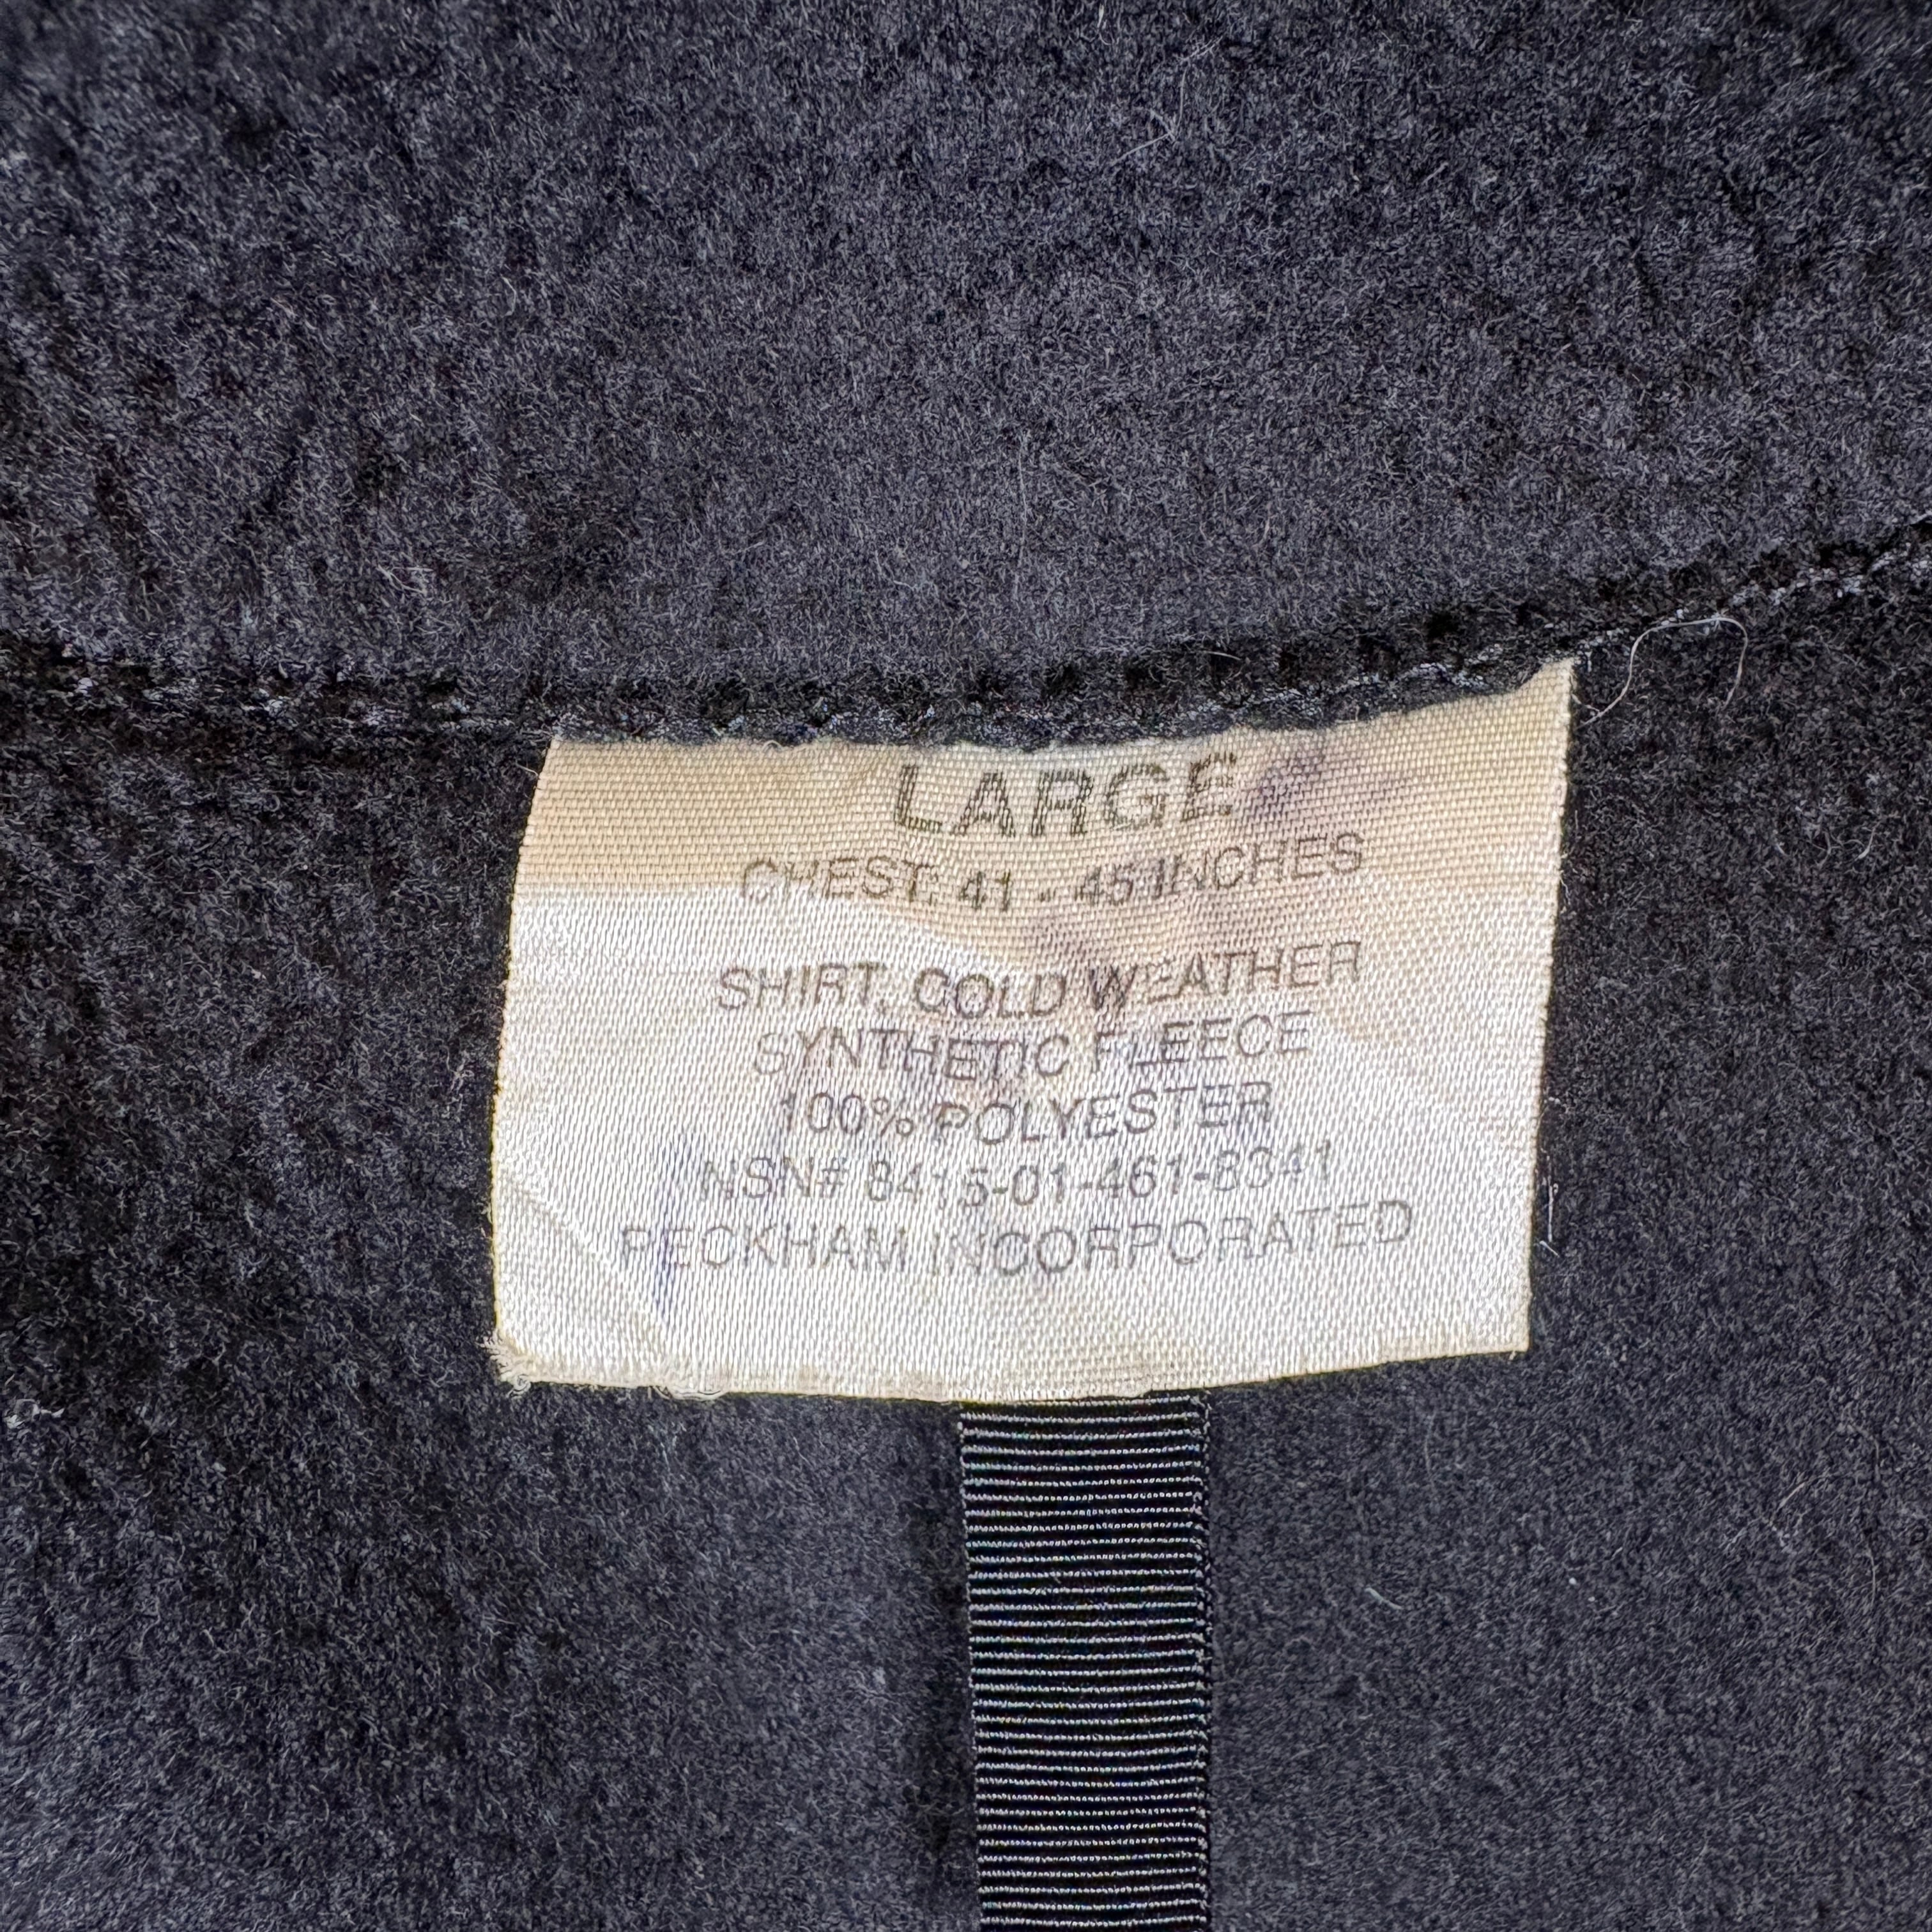 LARGE
CHEST: 41 - 45 INCHES
SHIRT, COLD WEATHER
SYNTHETIC FLEECE
100% POLYESTER
NSN# 8415-01-461-8341
PECKHAM INCORPORATED